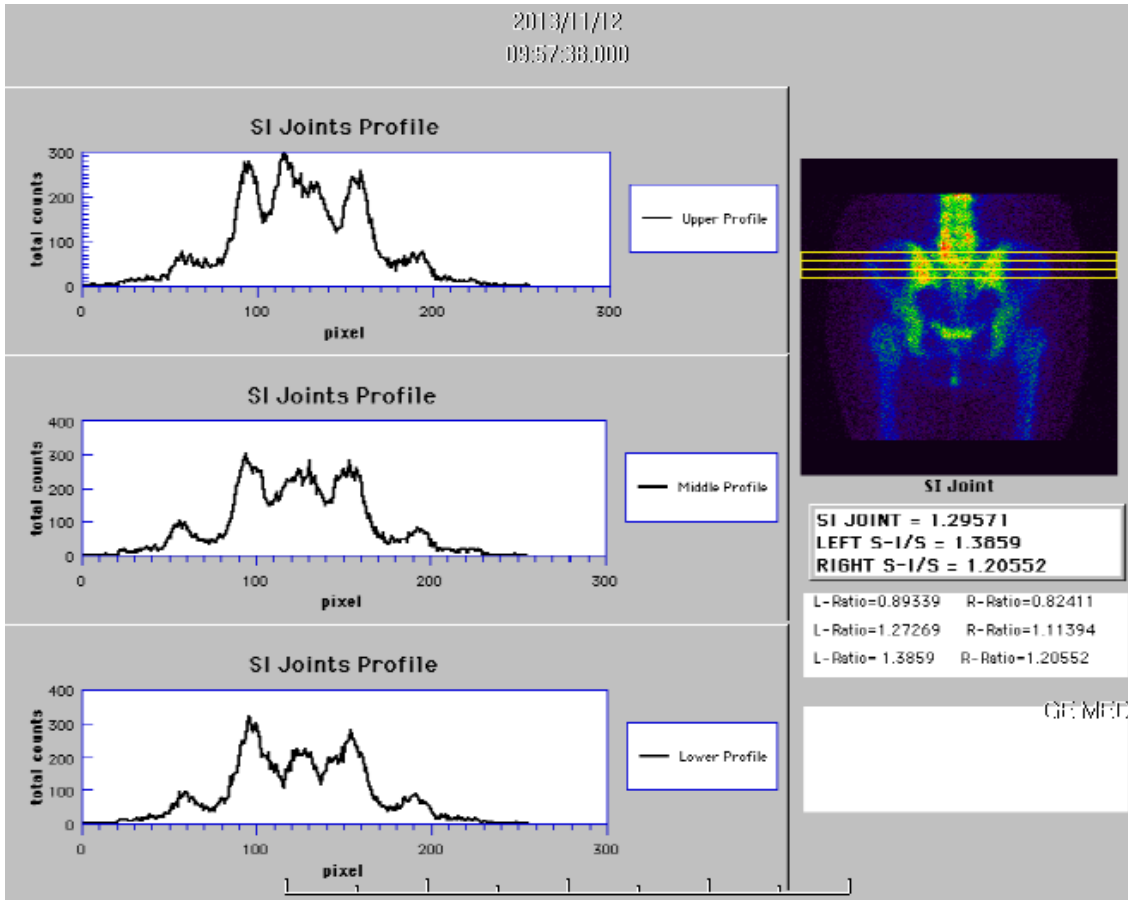 2013/11/12
09:57:38.000
SI Joints Profile
total counts
300
200
100
0
0 100 200 300
pixel
Upper Profile
SI Joints Profile
total counts
400
300
200
100
0
0 100 200 300
pixel
Middle Profile
SI Joints Profile
total counts
400
300
200
100
0
0 100 200 300
pixel
Lower Profile
SI Joint
SI JOINT = 1.29571
LEFT S-I/S = 1.3859
RIGHT S-I/S = 1.20552
L-Ratio=0.89339 R-Ratio=0.82411
L-Ratio=1.27269 R-Ratio=1.11394
L-Ratio= 1.3859 R-Ratio=1.20552
GE MED